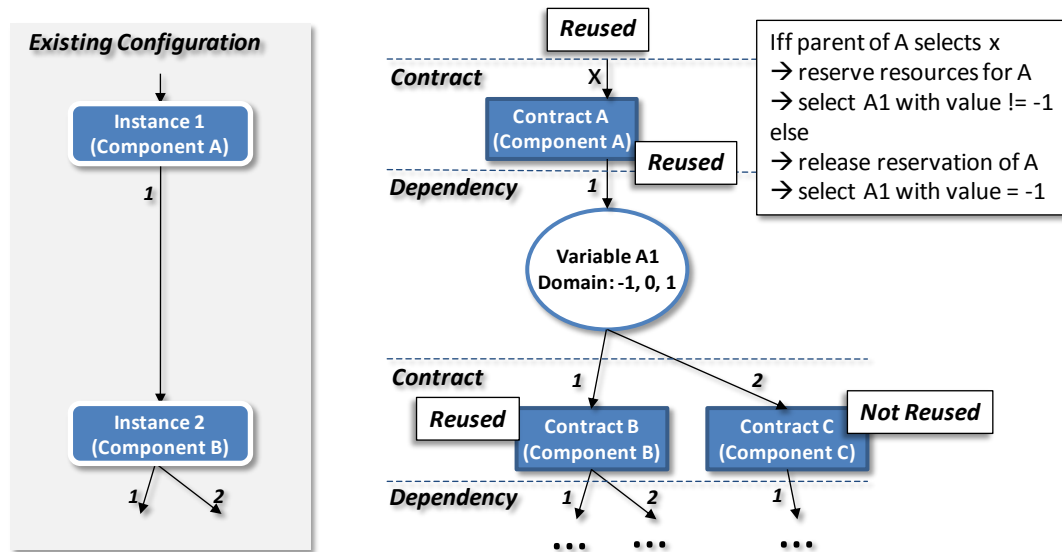 Existing Configuration
Instance 1
(Component A)
1
Instance 2
(Component B)
1
2
Reused
Contract
X
Contract A
(Component A)
Reused
Dependency
1
Variable A1
Domain: -1, 0, 1
Contract
1
2
Reused
Contract B
(Component B)
Contract C
(Component C)
Not Reused
Dependency
1
2
1
...
...
...
Iff parent of A selects x
→ reserve resources for A
→ select A1 with value != -1
else
→ release reservation of A
→ select A1 with value = -1